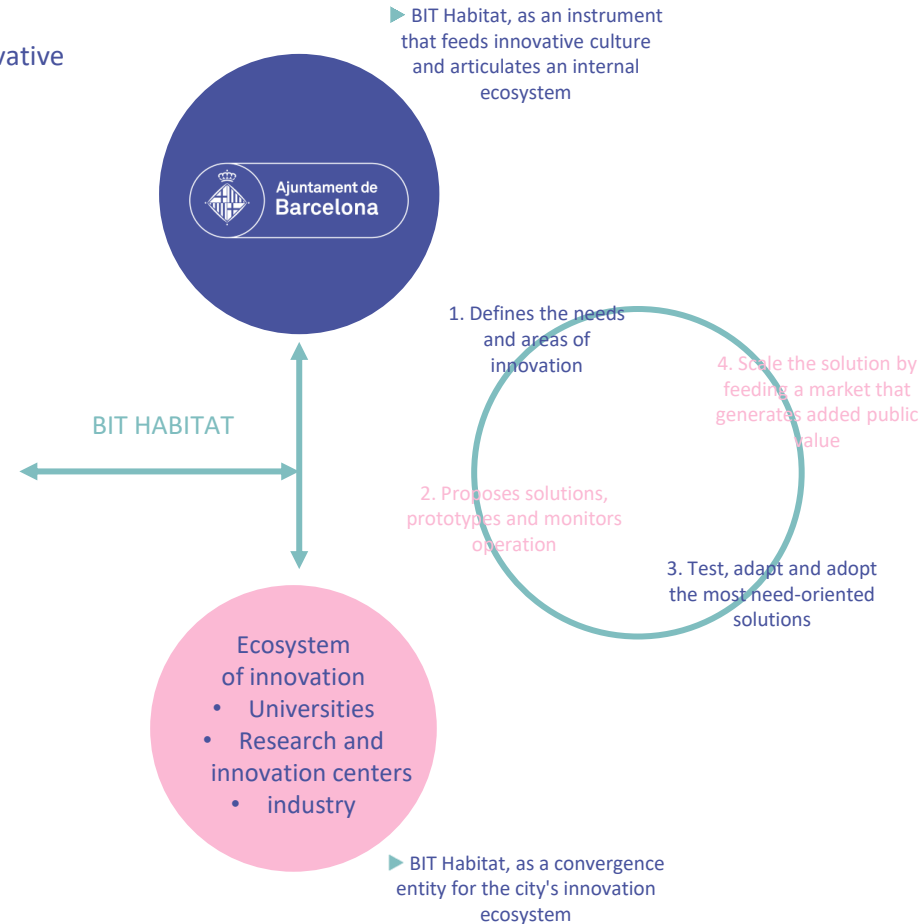 BIT Habitat, as an instrument
that feeds innovative culture
and articulates an internal
ecosystem
vative
Ajuntament de
Barcelona
1. Defines the needs
and areas of
innovation
4. Scale the solution by
feeding a market that
generates added public
value
BIT HABITAT
2. Proposes solutions,
prototypes and monitors
operation
3. Test, adapt and adopt
the most need-oriented
solutions
Ecosystem
of innovation
• Universities
• Research and
innovation centers
• industry
BIT Habitat, as a convergence
entity for the city's innovation
ecosystem